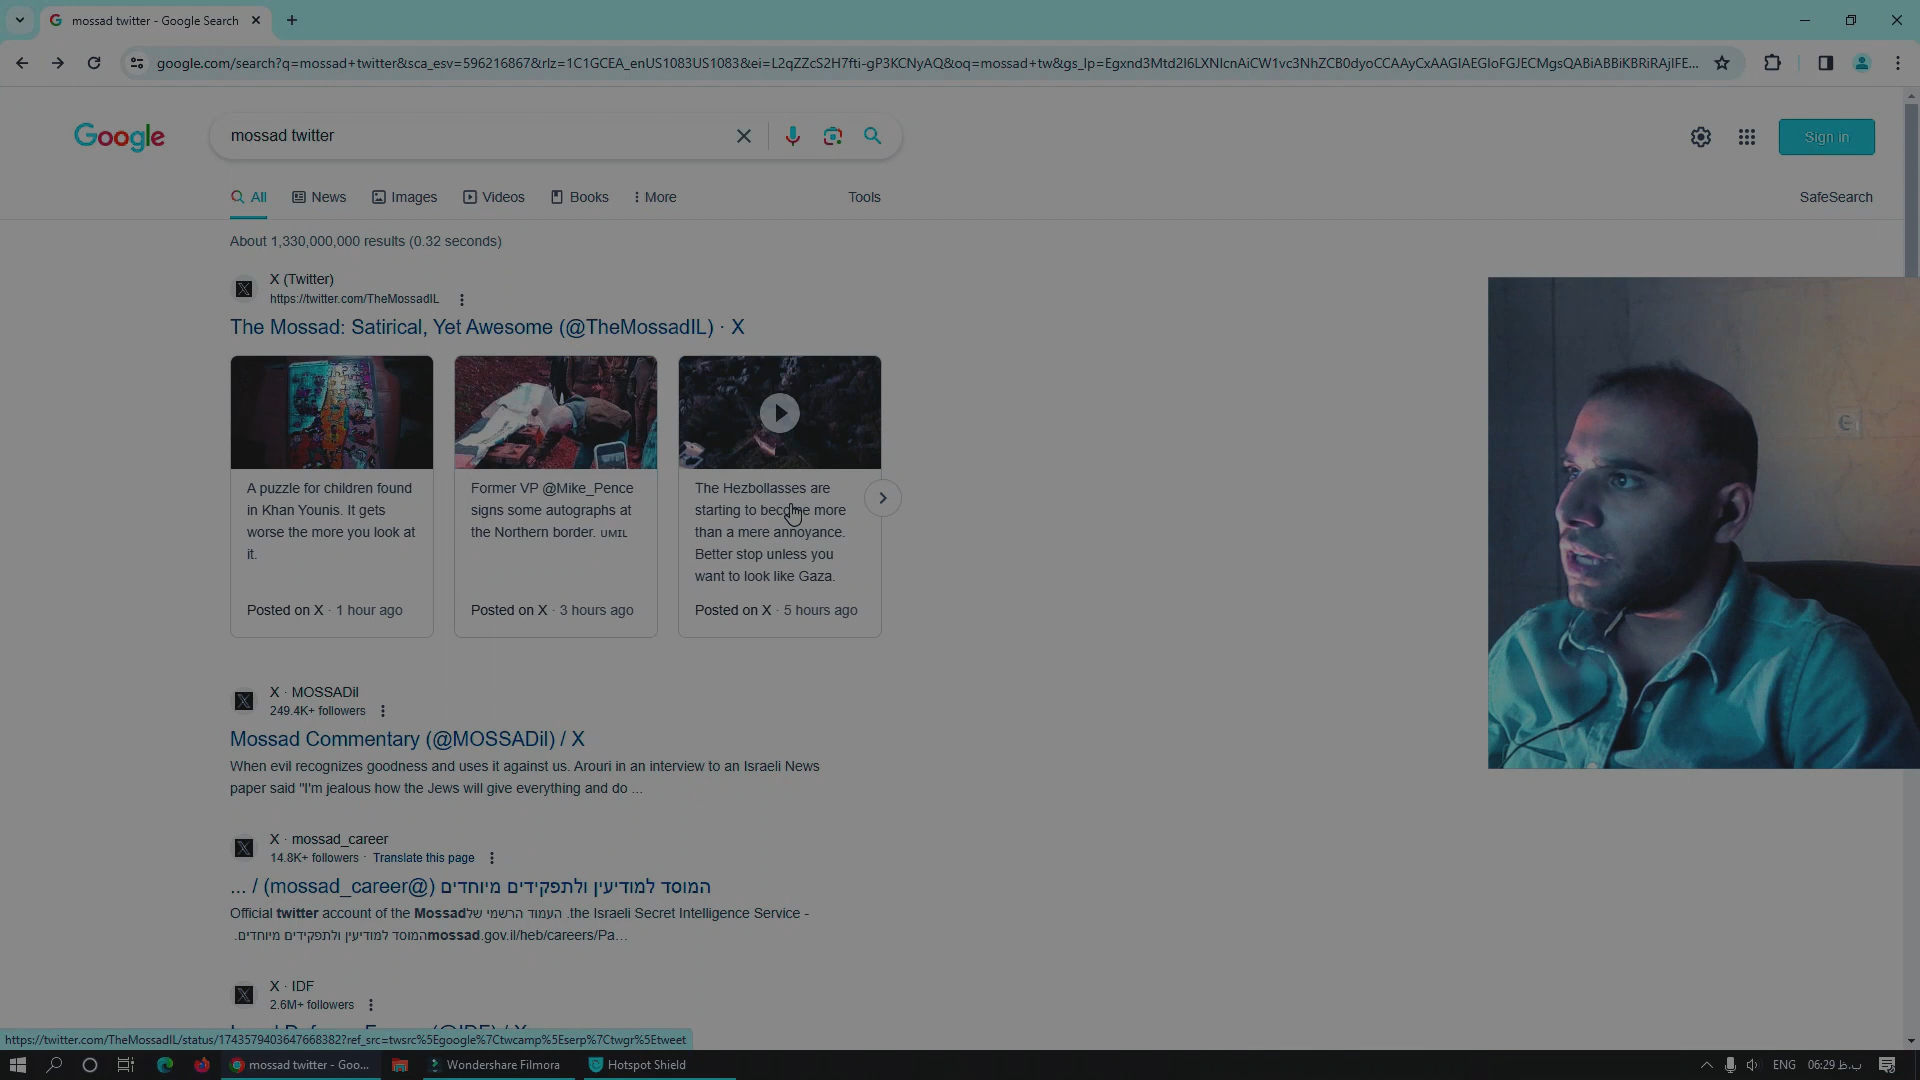 mossad twitter - Google Search
google.com/search?q=mossad+twitter&sca_esv=596216867&rlz=1C1GCEA_enUS1083US1083&ei=L2qZZcS2H7fti-gP3KCNyAQ&oq=mossad+tw&gs_lp=Egxnd3Mtd2l6LXNlcnAiCW1vc3NhZCB0dyoCCAAyCxAAGIAEGIoFGJECMgsQABiABBiKBRiRAjIFE...
Google
mossad twitter
Sign in
All
News
Images
Videos
Books
More
Tools
SafeSearch
About 1,330,000,000 results (0.32 seconds)
X (Twitter)
https://twitter.com/TheMossadIL
The Mossad: Satirical, Yet Awesome (@TheMossadIL) · X
A puzzle for children found
in Khan Younis. It gets
worse the more you look at
it.
Posted on X · 1 hour ago
Former VP @Mike_Pence
signs some autographs at
the Northern border. ᴜᴍɪʟ
Posted on X · 3 hours ago
The Hezbollasses are
starting to become more
than a mere annoyance.
Better stop unless you
want to look like Gaza.
Posted on X · 5 hours ago
X · MOSSADil
249.4K+ followers
Mossad Commentary (@MOSSADil) / X
When evil recognizes goodness and uses it against us. Arouri in an interview to an Israeli News
paper said "I'm jealous how the Jews will give everything and do ...
X · mossad_career
14.8K+ followers · Translate this page
המוסד למודיעין ולתפקידים מיוחדים (@mossad_career) / ...
Official twitter account of the Mossad the Israeli Secret Intelligence Service - העמוד הרשמי של.
המוסד למודיעין ולתפקידים מיוחדים. mossad.gov.il/heb/careers/Pa…
X · IDF
2.6M+ followers
https://twitter.com/TheMossadIL/status/1743579403647668382?ref_src=twsrc%5Egoogle%7Ctwcamp%5Eserp%7Ctwgr%5Etweet
mossad twitter - Goo...
Wondershare Filmora
Hotspot Shield
ENG
06:29 ب.ظ